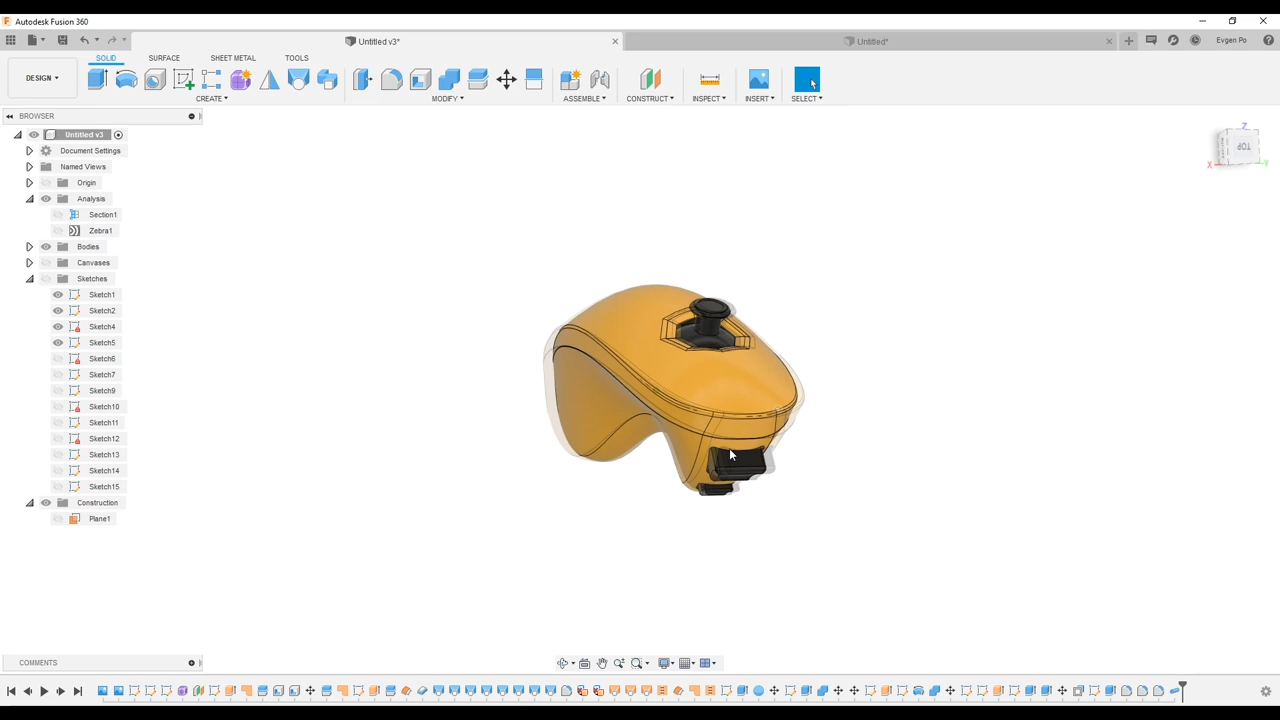 Autodesk Fusion 360
Untitled v3*
Untitled*
Evgen Po
DESIGN
SOLID
SURFACE
SHEET METAL
TOOLS
CREATE
MODIFY
ASSEMBLE
CONSTRUCT
INSPECT
INSERT
SELECT
BROWSER
Untitled v3
Document Settings
Named Views
Origin
Analysis
Section1
Zebra1
Bodies
Canvases
Sketches
Sketch1
Sketch2
Sketch4
Sketch5
Sketch6
Sketch7
Sketch9
Sketch10
Sketch11
Sketch12
Sketch13
Sketch14
Sketch15
Construction
Plane1
Z
TOP
X
Y
COMMENTS